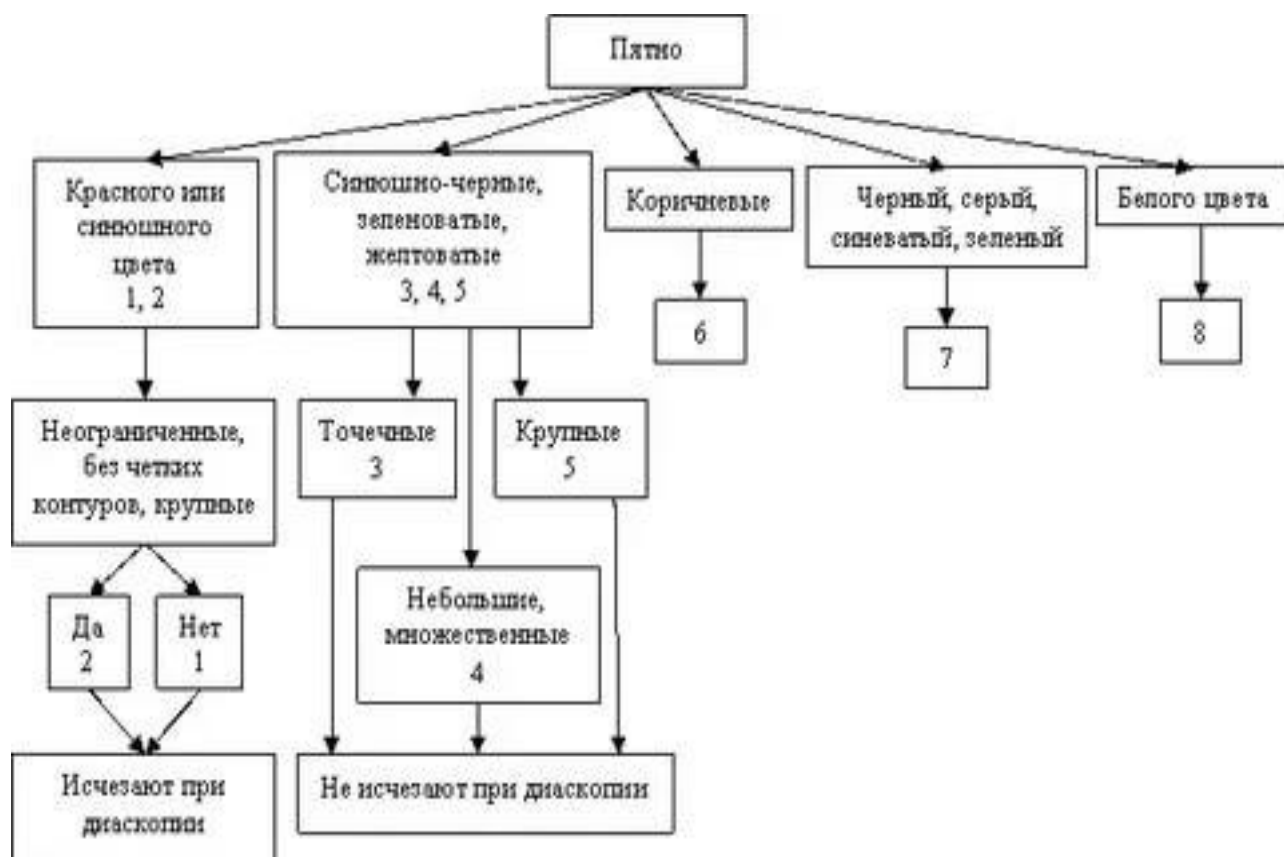 Пятно
Красного или
синюшного
цвета
1, 2
Синюшно-черные,
зеленоватые,
желтоватые
3, 4, 5
Коричневые
Черный, серый,
синеватый, зеленый
Белого цвета
6
7
8
Неограниченные,
без четких
контуров, крупные
Точечные
3
Крупные
5
Да
2
Нет
1
Небольшие,
множественные
4
Исчезают при
диаскопии
Не исчезают при диаскопии